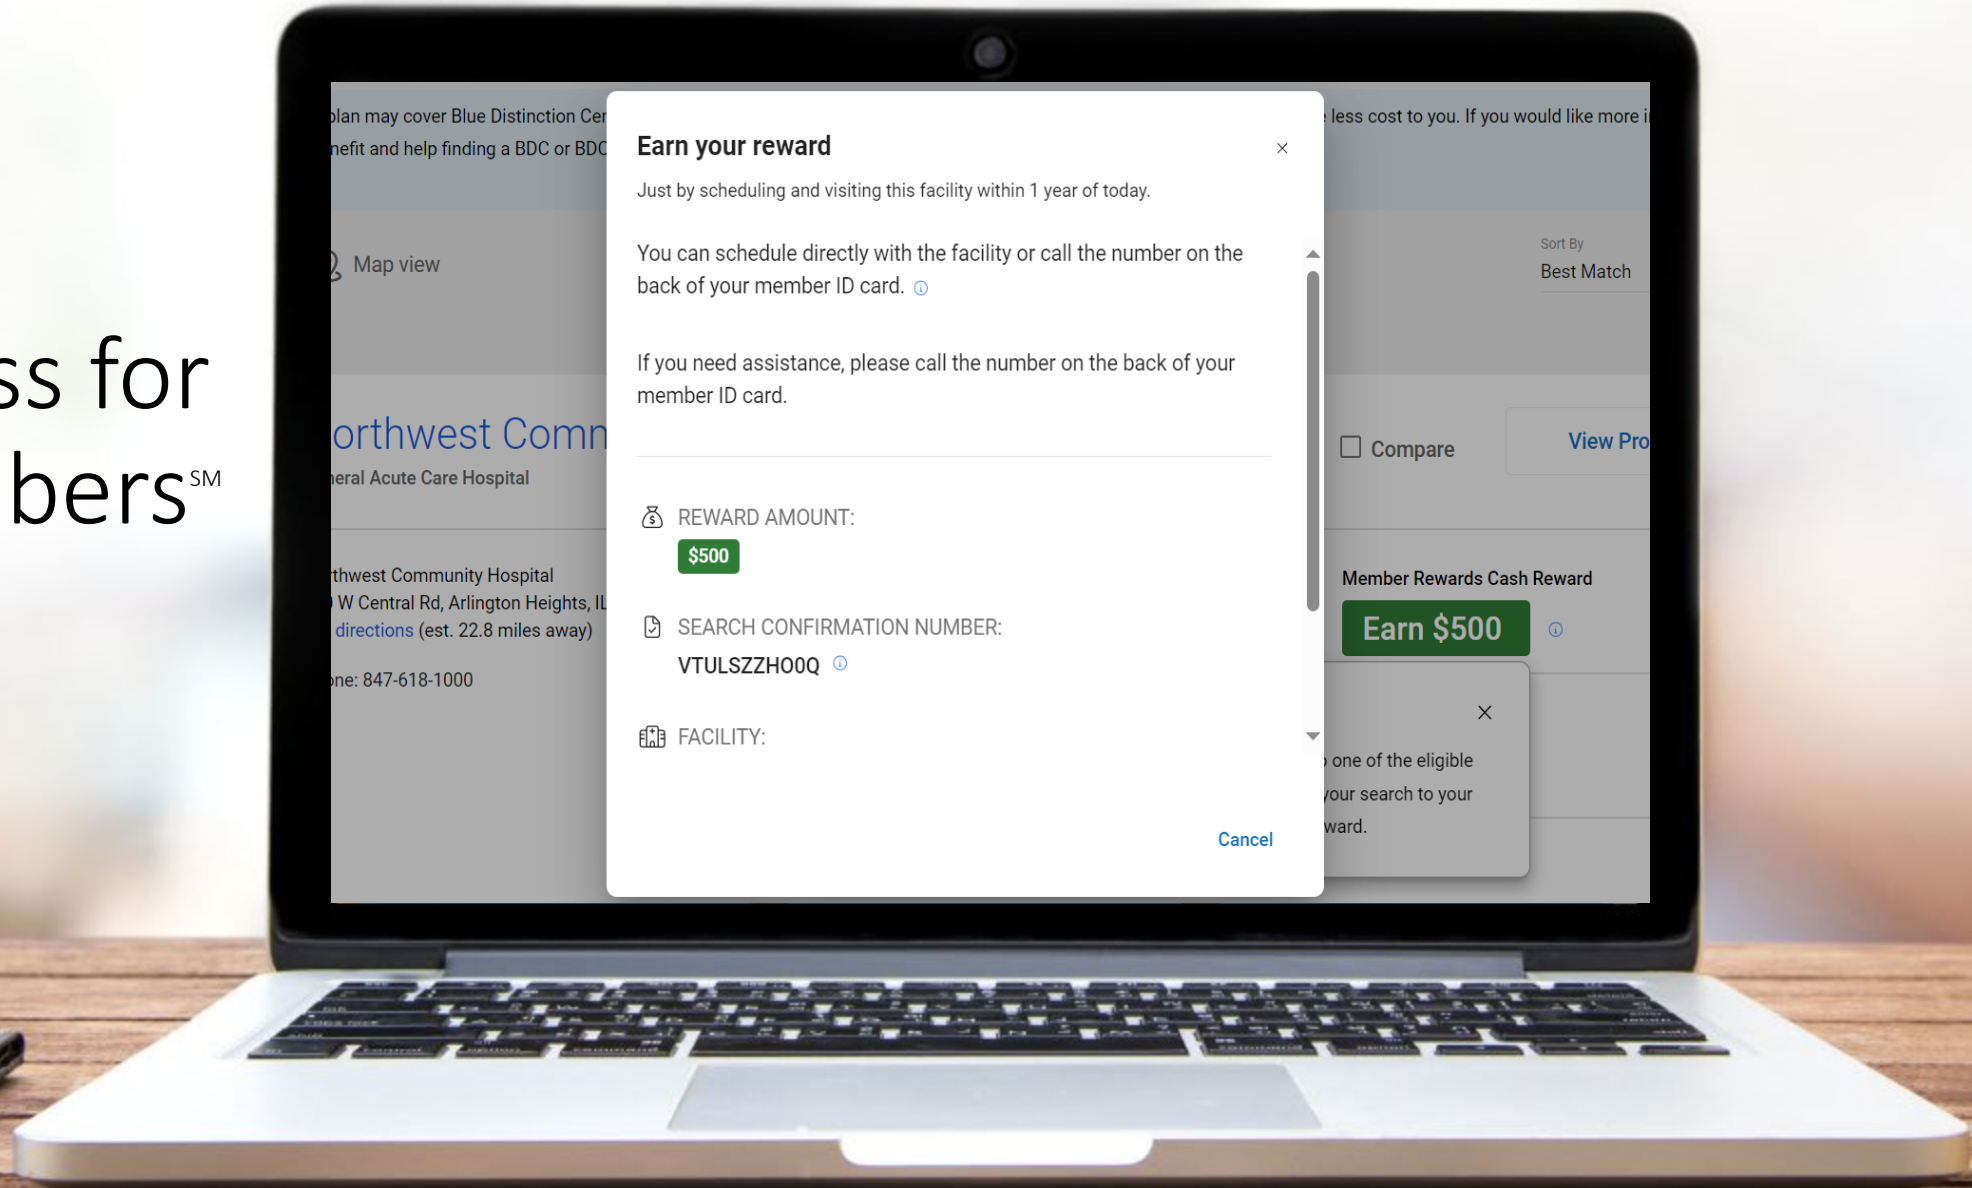 ss for
bersSM
plan may cover Blue Distinction Cen
less cost to you. If you would like more i
nefit and help finding a BDC or BDC
Map view
Sort By
Best Match
orthwest Comm
neral Acute Care Hospital
Compare
View Pro
thwest Community Hospital
W Central Rd, Arlington Heights, IL
directions (est. 22.8 miles away)
one: 847-618-1000
Member Rewards Cash Reward
Earn $500
one of the eligible
your search to your
ward.
Earn your reward
Just by scheduling and visiting this facility within 1 year of today.
You can schedule directly with the facility or call the number on the
back of your member ID card.
If you need assistance, please call the number on the back of your
member ID card.
REWARD AMOUNT:
$500
SEARCH CONFIRMATION NUMBER:
VTULSZZHO0Q
FACILITY:
Cancel